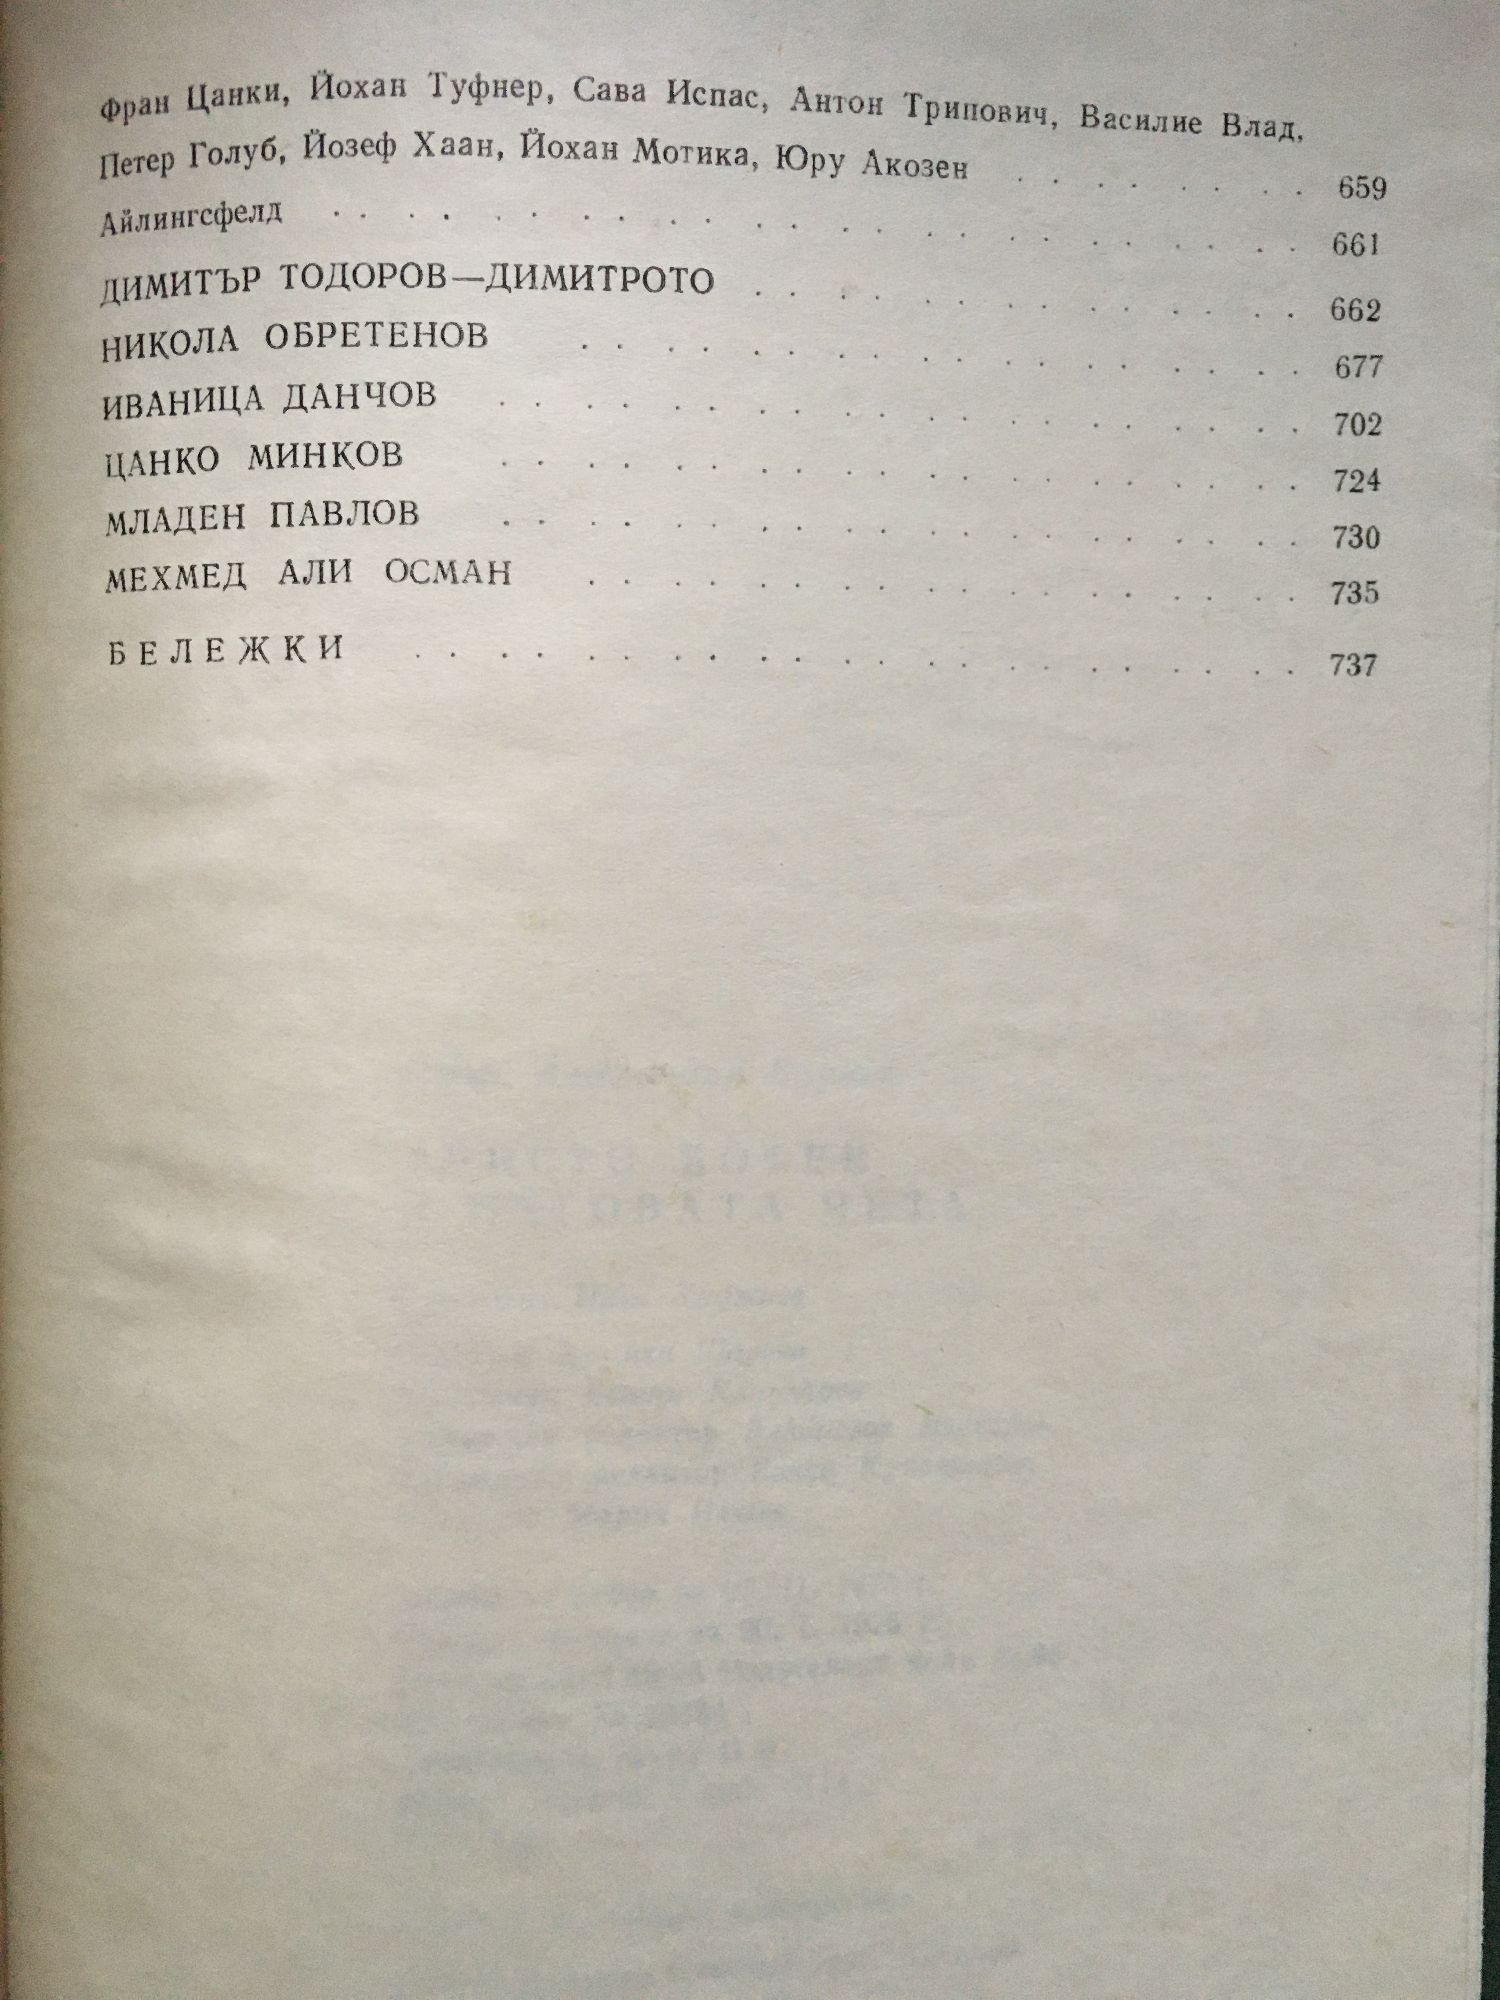 Фран Цанки, Йохан Туфнер, Сава Испас, Антон Трипович, Василие Влад,
Петер Голуб, Йозеф Хаан, Йохан Мотика, Юру Акозен . . . . . . . . 659
Айлингсфелд . . . . . . . . . . . . . . . . . . . . . . . 661
ДИМИТЪР ТОДОРОВ—ДИМИТРОТО . . . . . . . . . . . . . 662
НИКОЛА ОБРЕТЕНОВ . . . . . . . . . . . . . . . . . 677
ИВАНИЦА ДАНЧОВ . . . . . . . . . . . . . . . . . . . 702
ЦАНКО МИНКОВ . . . . . . . . . . . . . . . . . . . 724
МЛАДЕН ПАВЛОВ . . . . . . . . . . . . . . . . . . . 730
МЕХМЕД АЛИ ОСМАН . . . . . . . . . . . . . . . . . 735
БЕЛЕЖКИ . . . . . . . . . . . . . . . . . . . . . 737